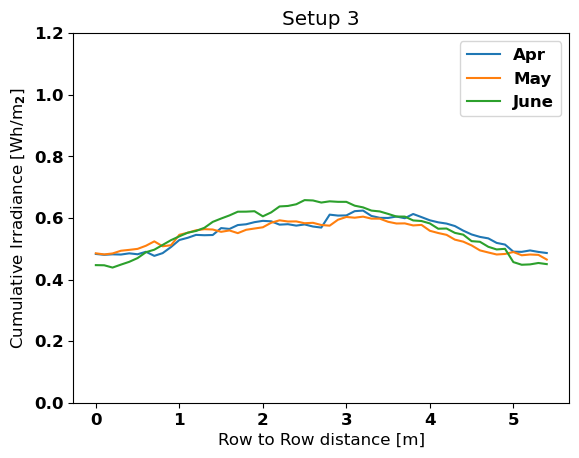 Setup 3
Cumulative Irradiance [Wh/m₂]
1.2
1.0
0.8
0.6
0.4
0.2
0.0
Apr
May
June
0 1 2 3 4 5
Row to Row distance [m]